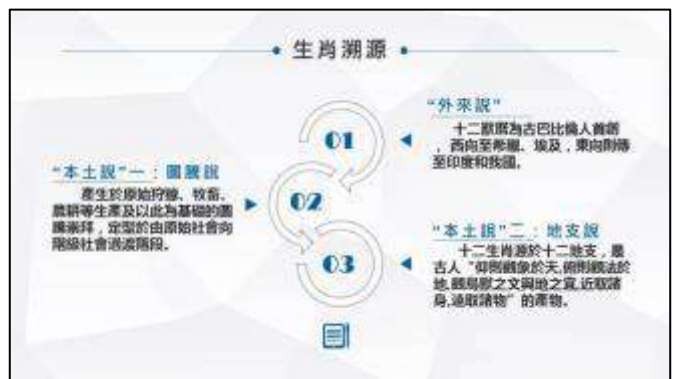 生肖溯源
01
“外來說”
十二獸曆為古巴比倫人首創
，西向至希臘、埃及，東向則傳
至印度和我國。
“本土說”一：圖騰說
產生於原始狩獵、牧畜、
農耕等生產及以此為基礎的圖
騰崇拜，定型於由原始社會向
階級社會過渡階段。
02
03
“本土說”二：地支說
十二生肖源於十二地支，是
古人“仰則觀象於天,俯則觀法於
地,觀鳥獸之文與地之宜,近取諸
身,遠取諸物”的產物。